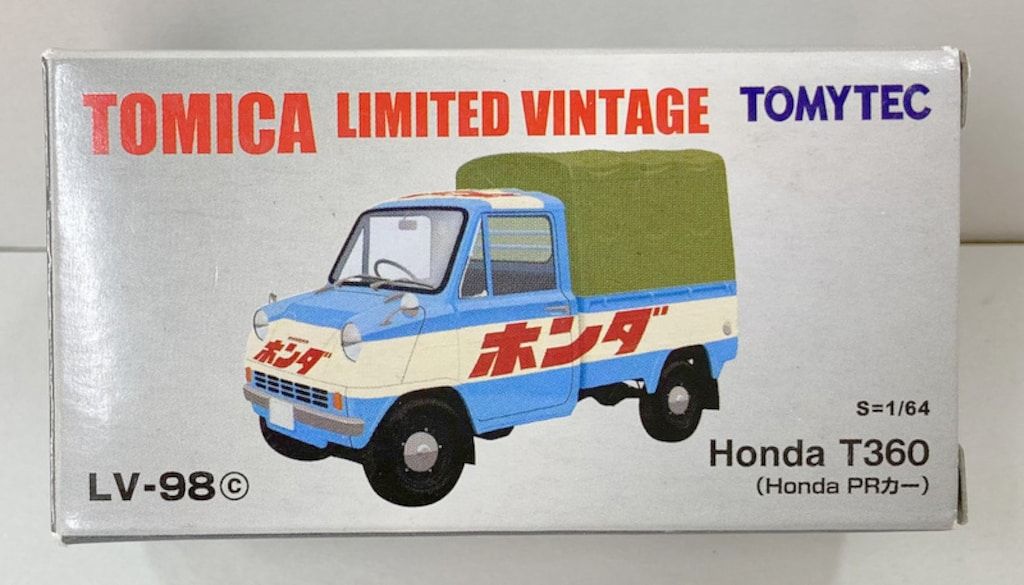 TOMICA LIMITED VINTAGE TOMYTEC
ホンダ
ホンダ
S=1/64
Honda T360
(Honda PRカー)
LV-98ⓒ